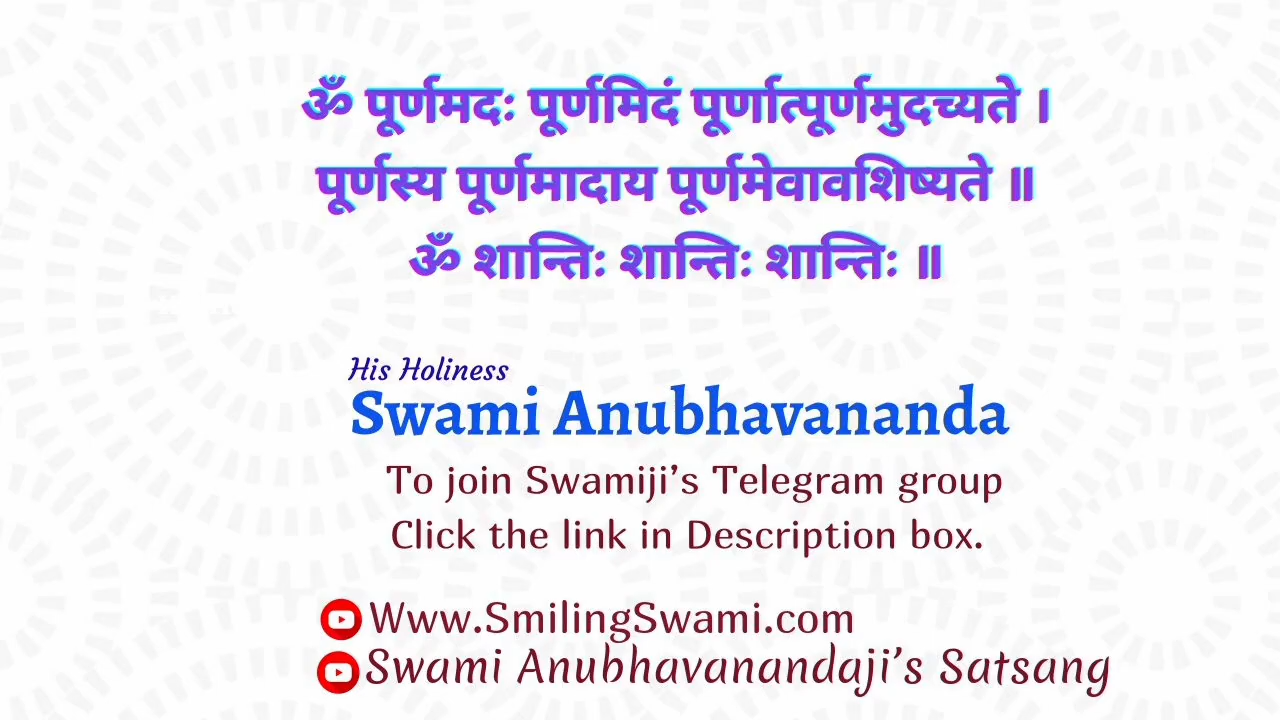 ॐ पूर्णमदः पूर्णमिदं पूर्णात्पूर्णमुदच्यते ।
पूर्णस्य पूर्णमादाय पूर्णमेवावशिष्यते ॥
ॐ शान्तिः शान्तिः शान्तिः ॥
His Holiness
Swami Anubhavananda
To join Swamiji's Telegram group
Click the link in Description box.
Www.SmilingSwami.com
Swami Anubhavanandaji's Satsang